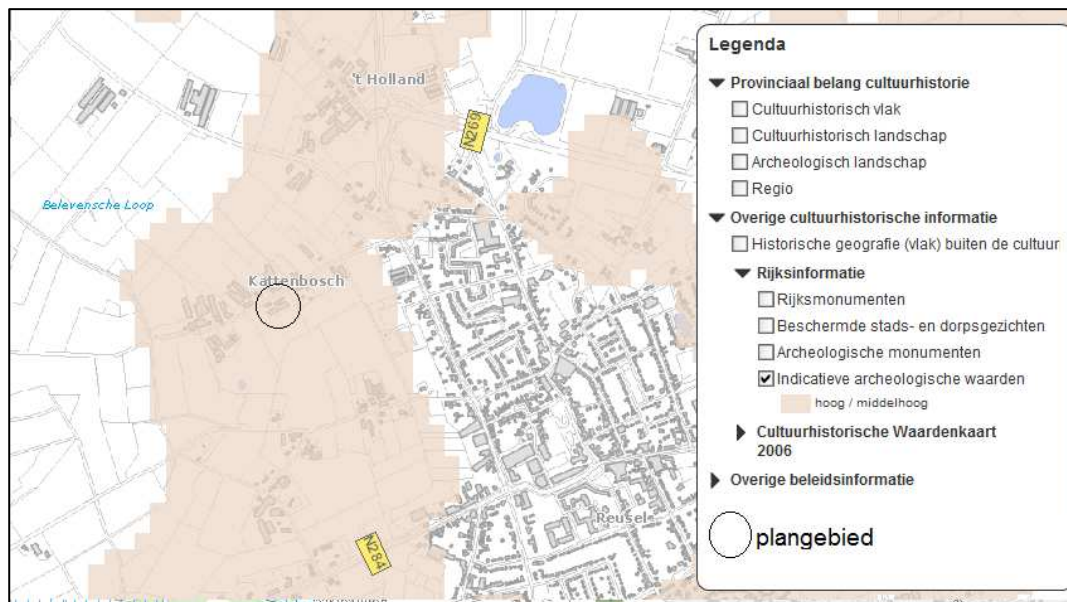 't Holland
N269
Belevensche Loop
Kattenbosch
Reusel
N284
Legenda
Provinciaal belang cultuurhistorie
Cultuurhistorisch vlak
Cultuurhistorisch landschap
Archeologisch landschap
Regio
Overige cultuurhistorische informatie
Historische geografie (vlak) buiten de cultuur
Rijksinformatie
Rijksmonumenten
Beschermde stads- en dorpsgezichten
Archeologische monumenten
Indicatieve archeologische waarden
hoog / middelhoog
Cultuurhistorische Waardenkaart
2006
Overige beleidsinformatie
plangebied